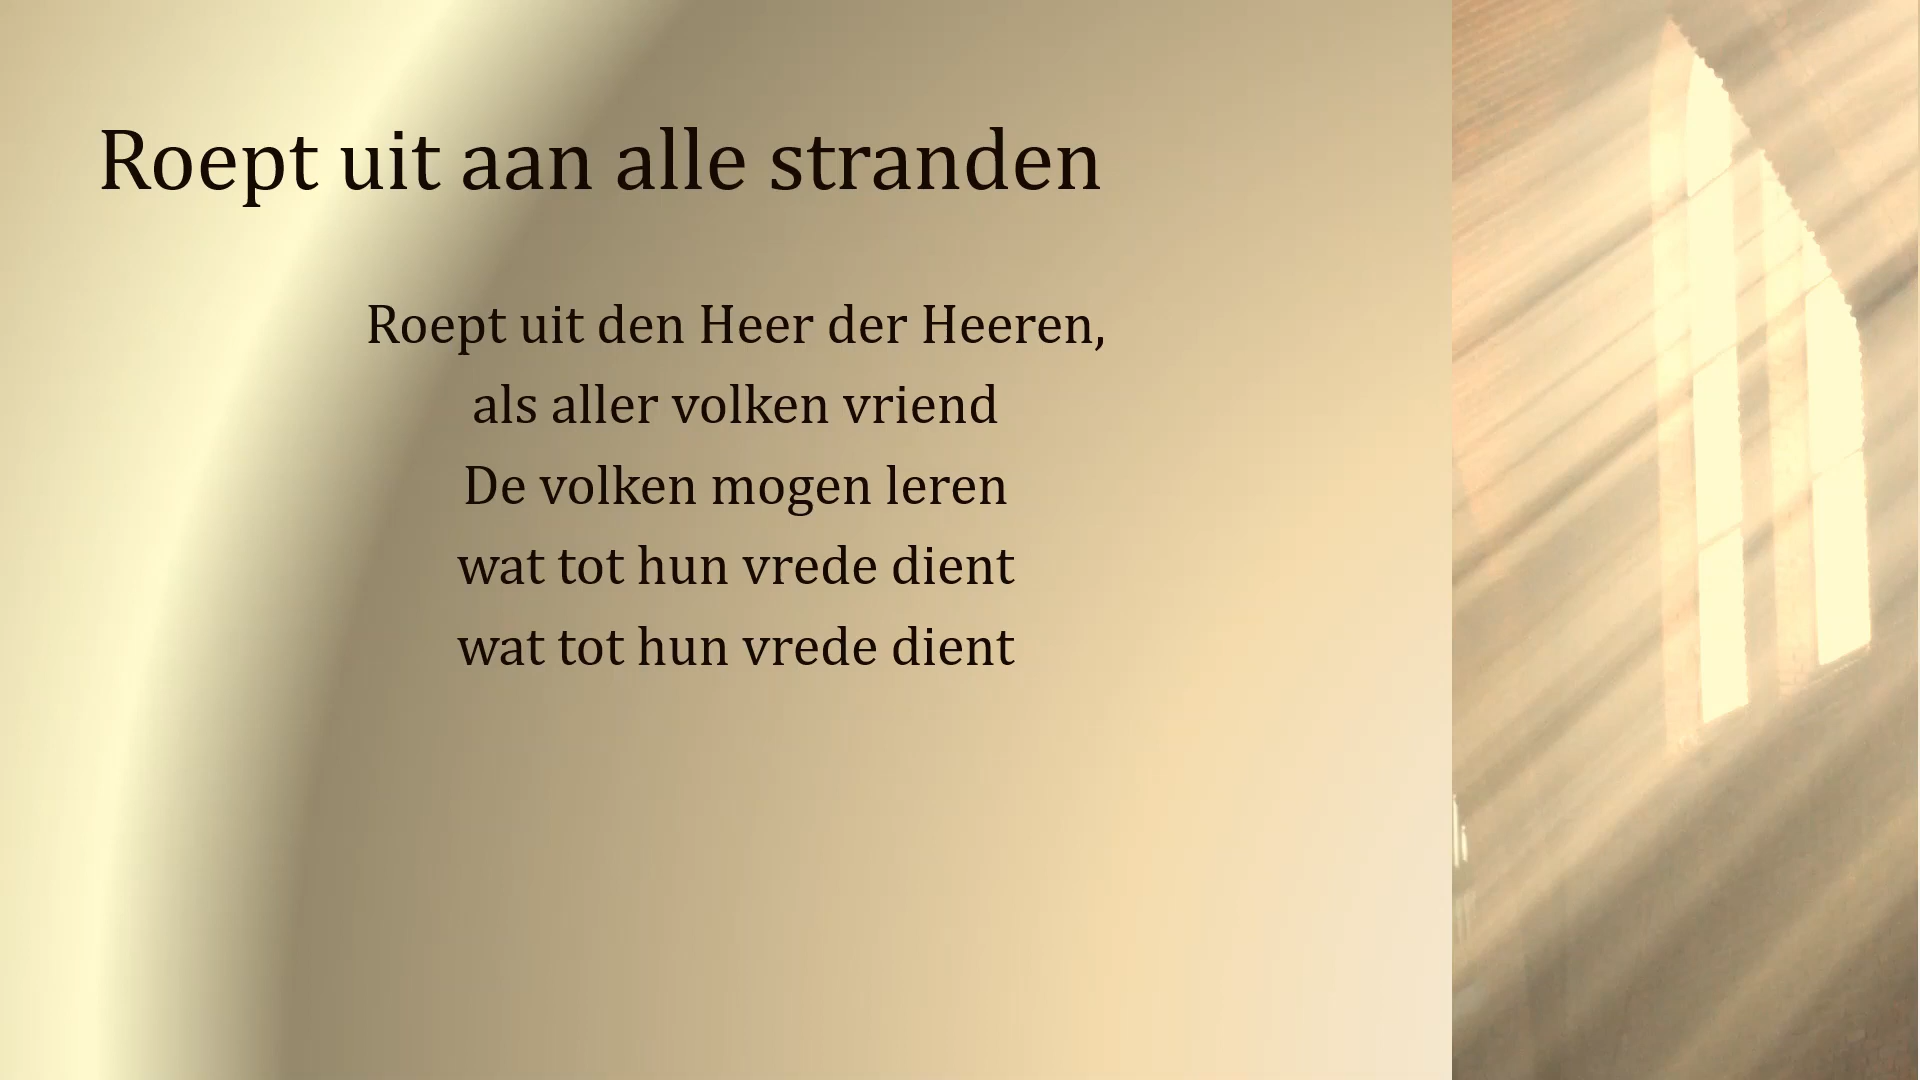 Roept uit aan alle stranden
Roept uit den Heer der Heeren,
als aller volken vriend
De volken mogen leren
wat tot hun vrede dient
wat tot hun vrede dient